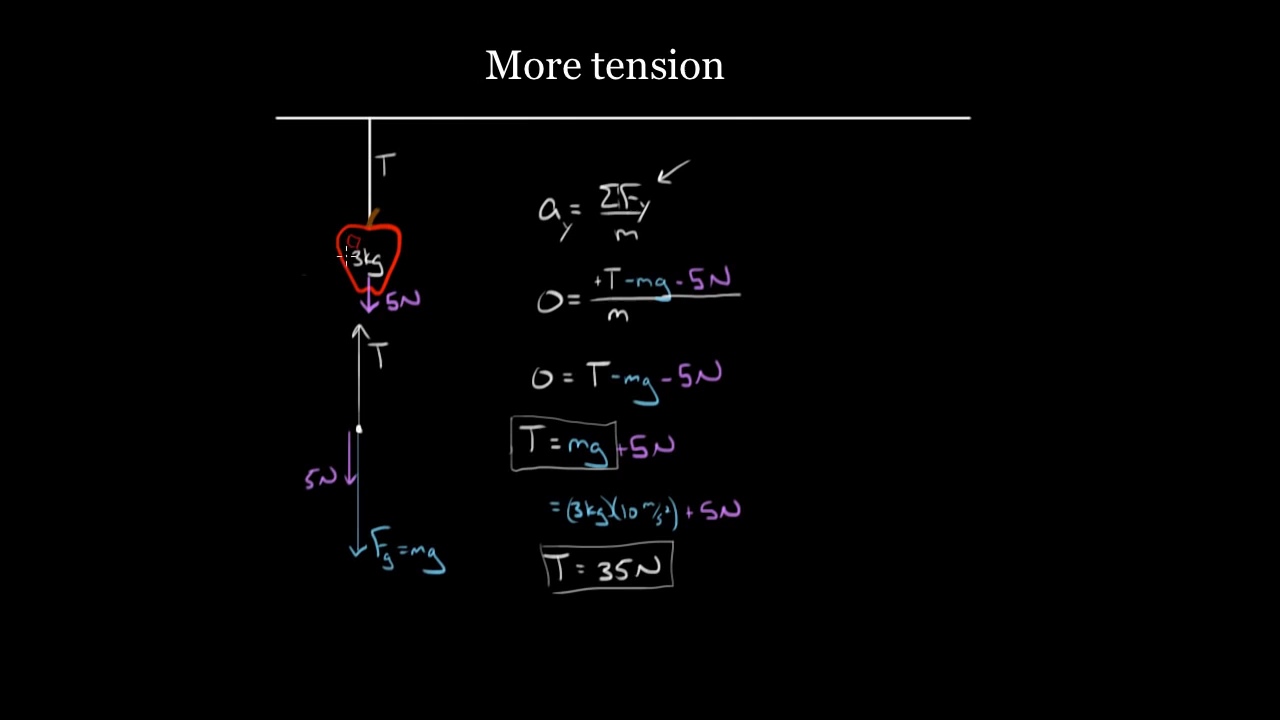 More tension
T
3kg
5N
T
5N
Fg = mg
ay = ΣFy / m
0 = +T - mg - 5N / m
0 = T - mg - 5N
T = mg + 5N
= (3kg)(10 m/s²) + 5N
T = 35N